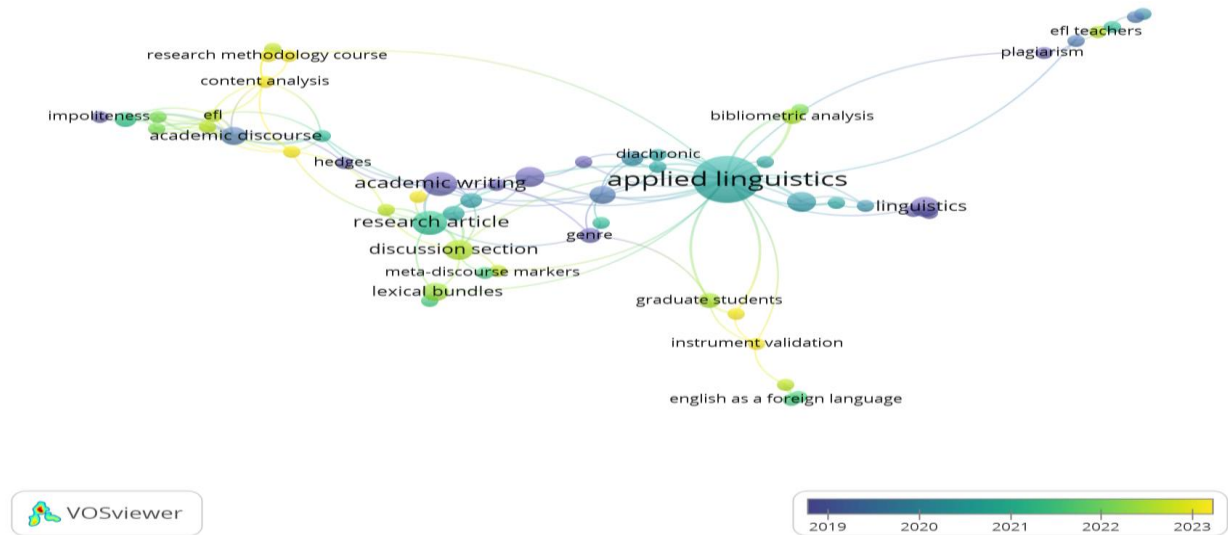 efl teachers
plagiarism
research methodology course
content analysis
impoliteness
efl
bibliometric analysis
academic discourse
diachronic
hedges
applied linguistics
academic writing
linguistics
research article
genre
discussion section
meta-discourse markers
lexical bundles
graduate students
instrument validation
english as a foreign language
VOSviewer
2019 2020 2021 2022 2023